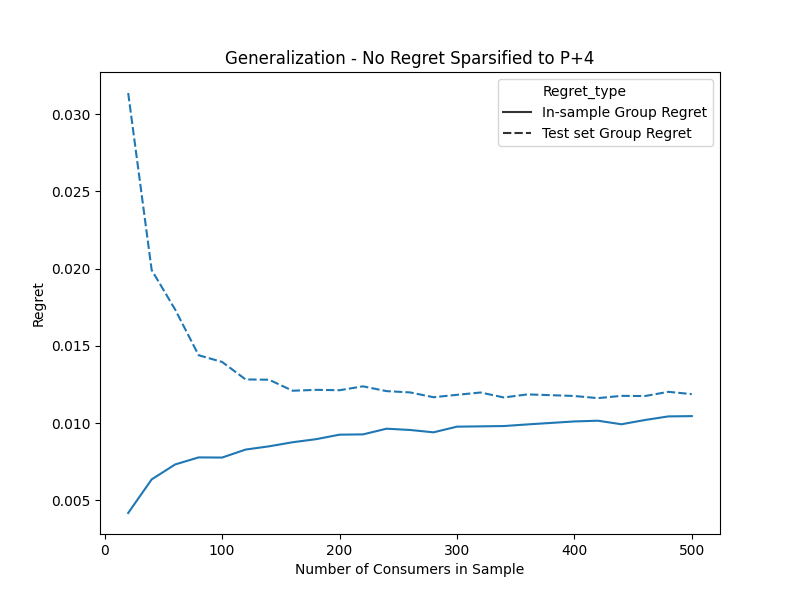 Generalization - No Regret Sparsified to P+4
Regret_type
In-sample Group Regret
Test set Group Regret
Regret
0.030
0.025
0.020
0.015
0.010
0.005
0 100 200 300 400 500
Number of Consumers in Sample